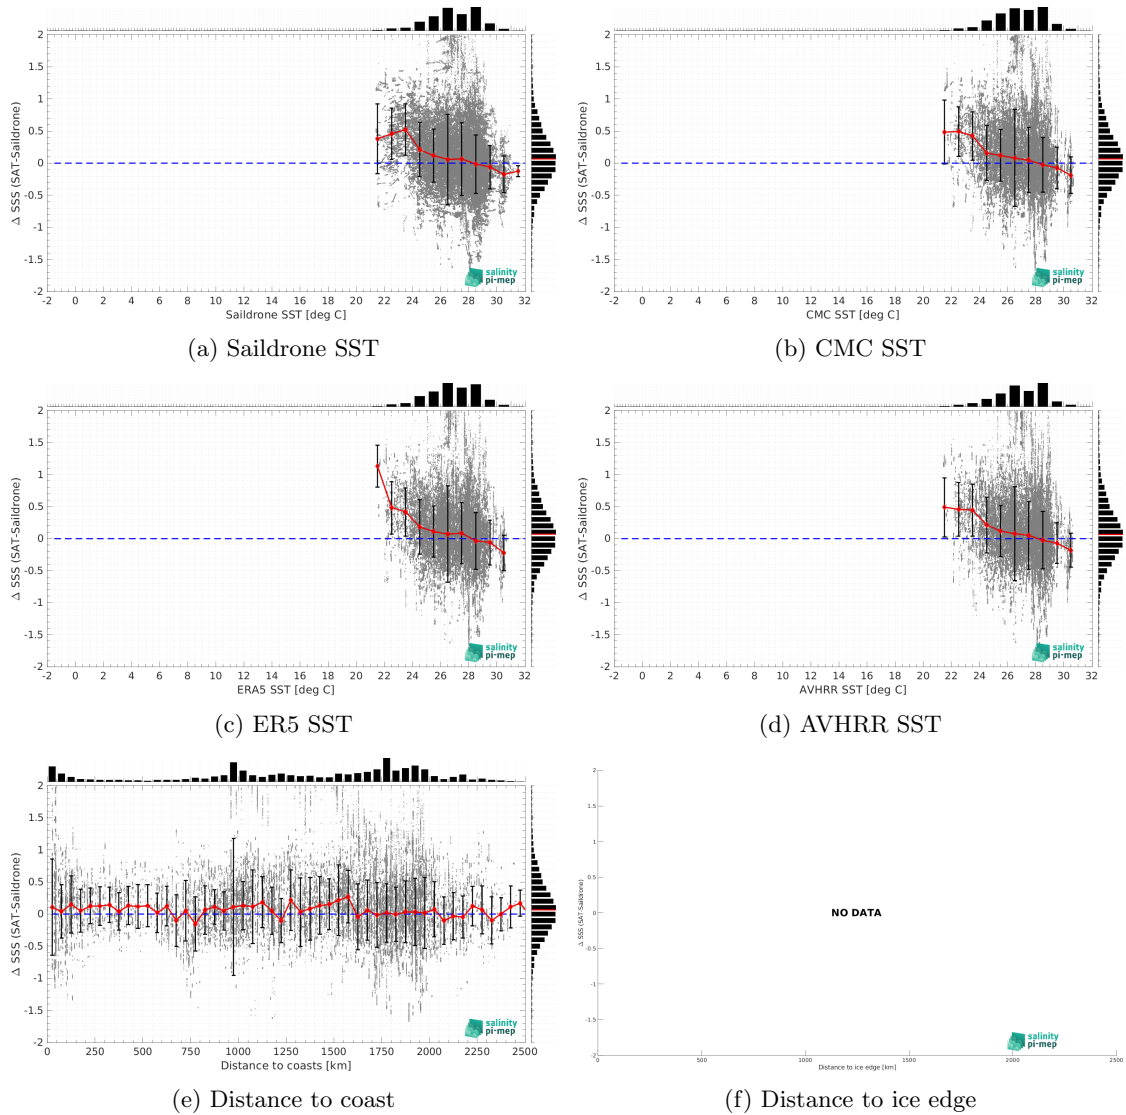 2
1.5
1
0.5
0
-0.5
-1
-1.5
-2
Δ SSS (SAT-Saildrone)
-2 0 2 4 6 8 10 12 14 16 18 20 22 24 26 28 30 32
Saildrone SST [deg C]
salinity
pi-mep
(a) Saildrone SST
2
1.5
1
0.5
0
-0.5
-1
-1.5
-2
Δ SSS (SAT-Saildrone)
-2 0 2 4 6 8 10 12 14 16 18 20 22 24 26 28 30 32
CMC SST [deg C]
salinity
pi-mep
(b) CMC SST
2
1.5
1
0.5
0
-0.5
-1
-1.5
-2
Δ SSS (SAT-Saildrone)
-2 0 2 4 6 8 10 12 14 16 18 20 22 24 26 28 30 32
ERA5 SST [deg C]
salinity
pi-mep
(c) ER5 SST
2
1.5
1
0.5
0
-0.5
-1
-1.5
-2
Δ SSS (SAT-Saildrone)
-2 0 2 4 6 8 10 12 14 16 18 20 22 24 26 28 30 32
AVHRR SST [deg C]
salinity
pi-mep
(d) AVHRR SST
2
1.5
1
0.5
0
-0.5
-1
-1.5
-2
Δ SSS (SAT-Saildrone)
0 250 500 750 1000 1250 1500 1750 2000 2250 2500
Distance to coasts [km]
salinity
pi-mep
(e) Distance to coast
2
1.5
1
0.5
0
-0.5
-1
-1.5
-2
Δ SSS (SAT-Saildrone)
NO DATA
0 500 1000 1500 2000 2500
Distance to ice edge [km]
salinity
pi-mep
(f) Distance to ice edge